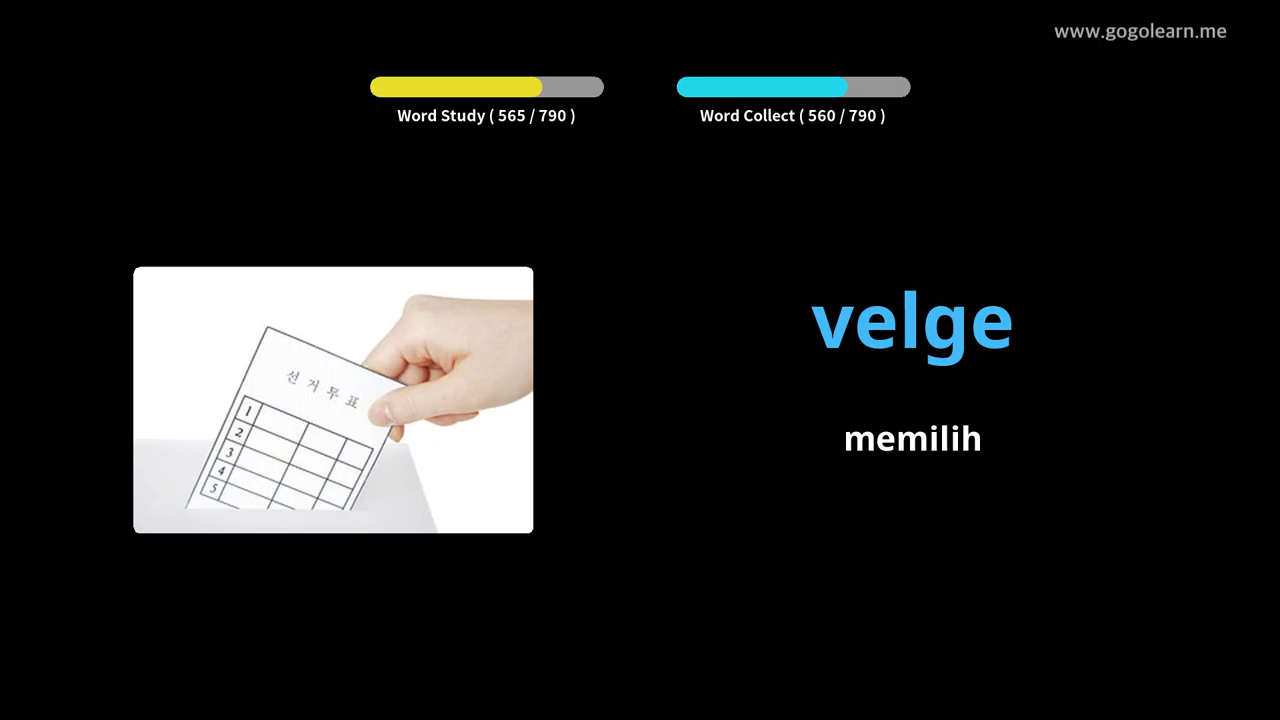 www.gogolearn.me
Word Study ( 565 / 790 )
Word Collect ( 560 / 790 )
선거투표
1
2
3
4
5
velge
memilih